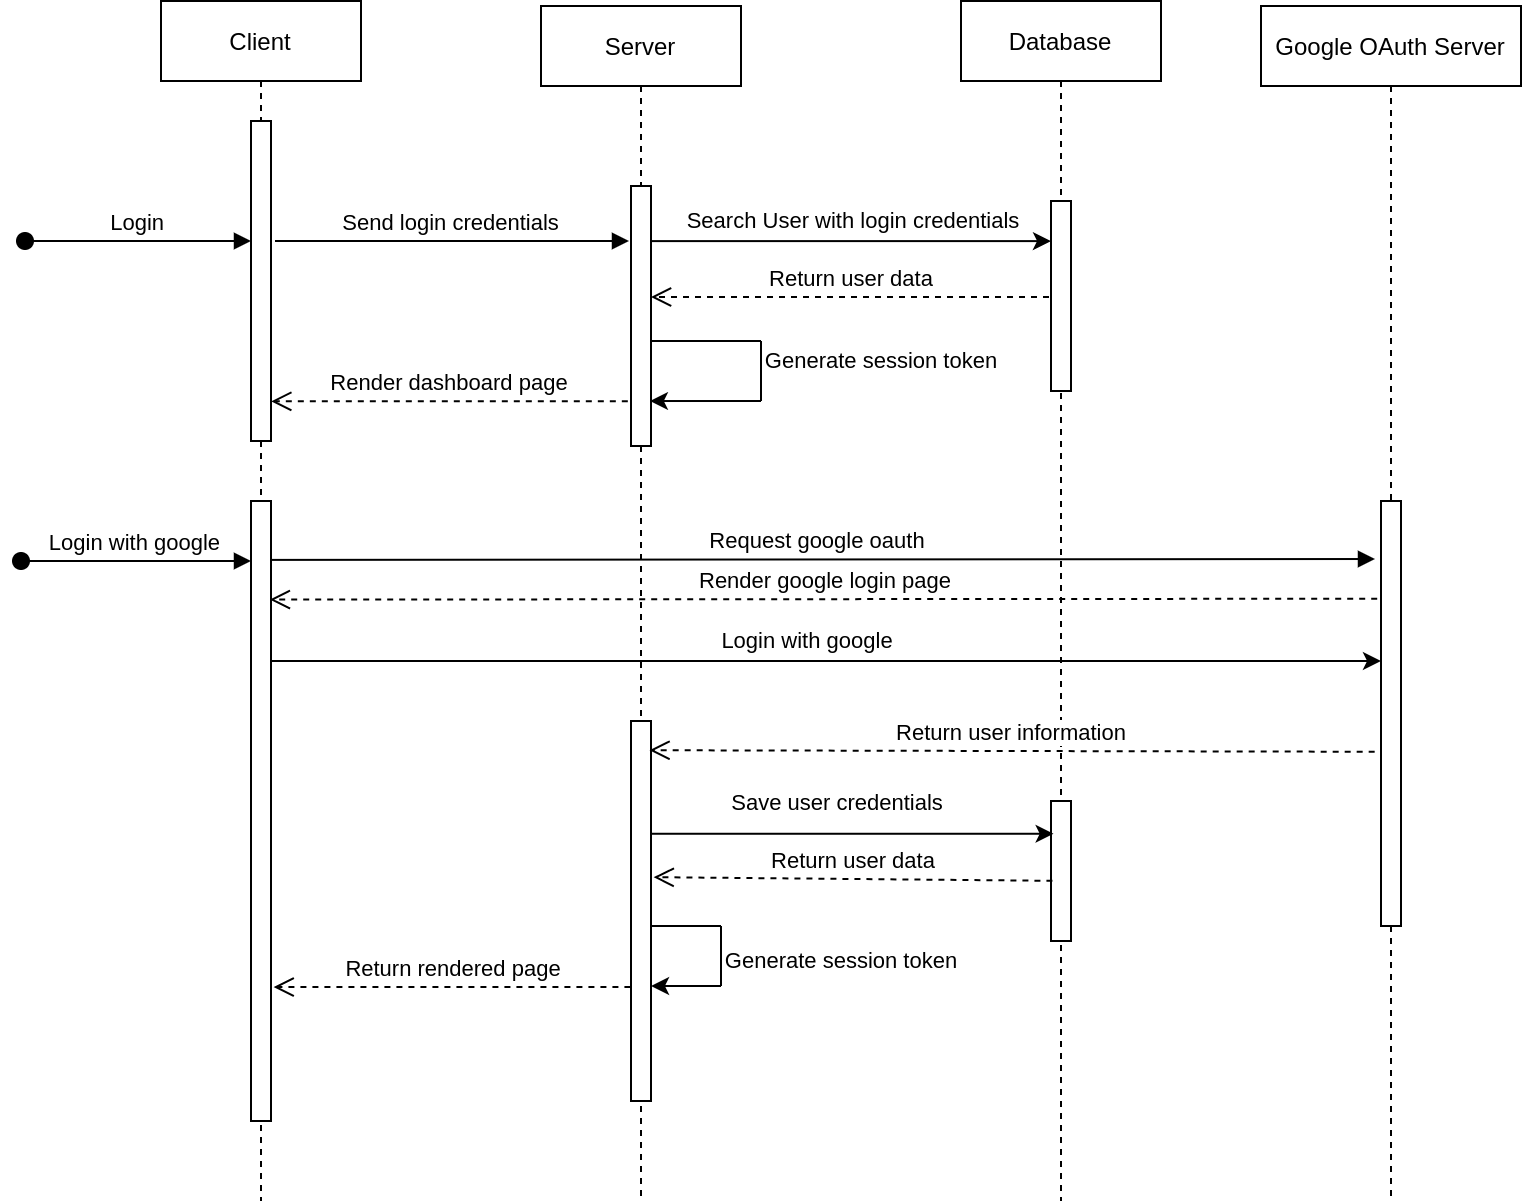 Client
Server
Database
Google OAuth Server
Login
Send login credentials
Search User with login credentials
Return user data
Generate session token
Render dashboard page
Login with google
Request google oauth
Render google login page
Login with google
Return user information
Save user credentials
Return user data
Generate session token
Return rendered page